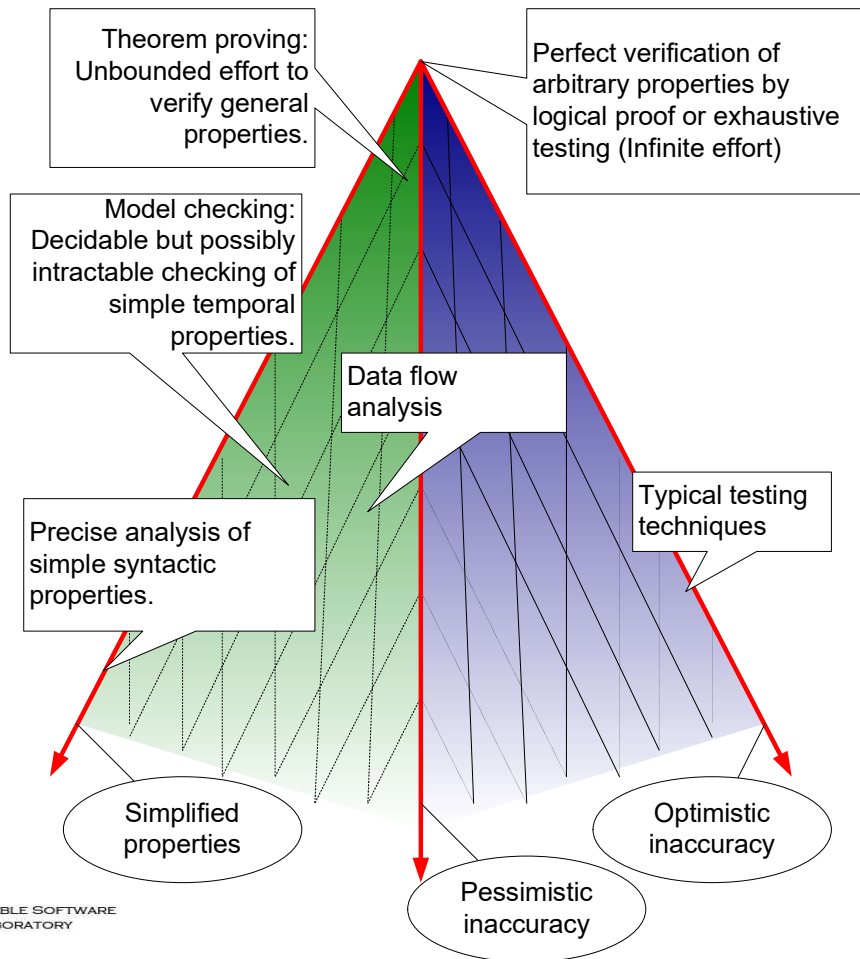 Theorem proving:
Unbounded effort to
verify general
properties.
Perfect verification of
arbitrary properties by
logical proof or exhaustive
testing (Infinite effort)
Model checking:
Decidable but possibly
intractable checking of
simple temporal
properties.
Data flow
analysis
Precise analysis of
simple syntactic
properties.
Typical testing
techniques
Simplified
properties
Optimistic
inaccuracy
Pessimistic
inaccuracy
SOFTWARE